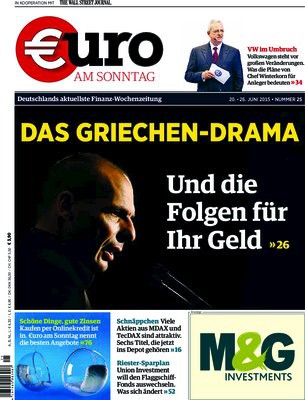 IN KOOPERATION MIT THE WALL STREET JOURNAL.
€uro
AM SONNTAG
VW im Umbruch
Volkswagen steht vor
großen Veränderungen.
Was die Pläne von
Chef Winterkorn für
Anleger bedeuten »34
Deutschlands aktuellste Finanz-Wochenzeitung
20. – 26. JUNI 2015 • NUMMER 25
DAS GRIECHEN-DRAMA
Und die
Folgen für
Ihr Geld »26
€ 3,90
Schöne Dinge, gute Zinsen
Kaufen per Onlinekredit ist
in. €uro am Sonntag nennt
die besten Angebote »76
Schnäppchen Viele
Aktien aus MDAX und
TecDAX sind attraktiv.
Sechs Titel, die jetzt
ins Depot gehören »16
Riester-Sparplan
Union Investment
will den Flaggschiff-
Fonds auswechseln.
Was sich ändert »52
M&G
INVESTMENTS